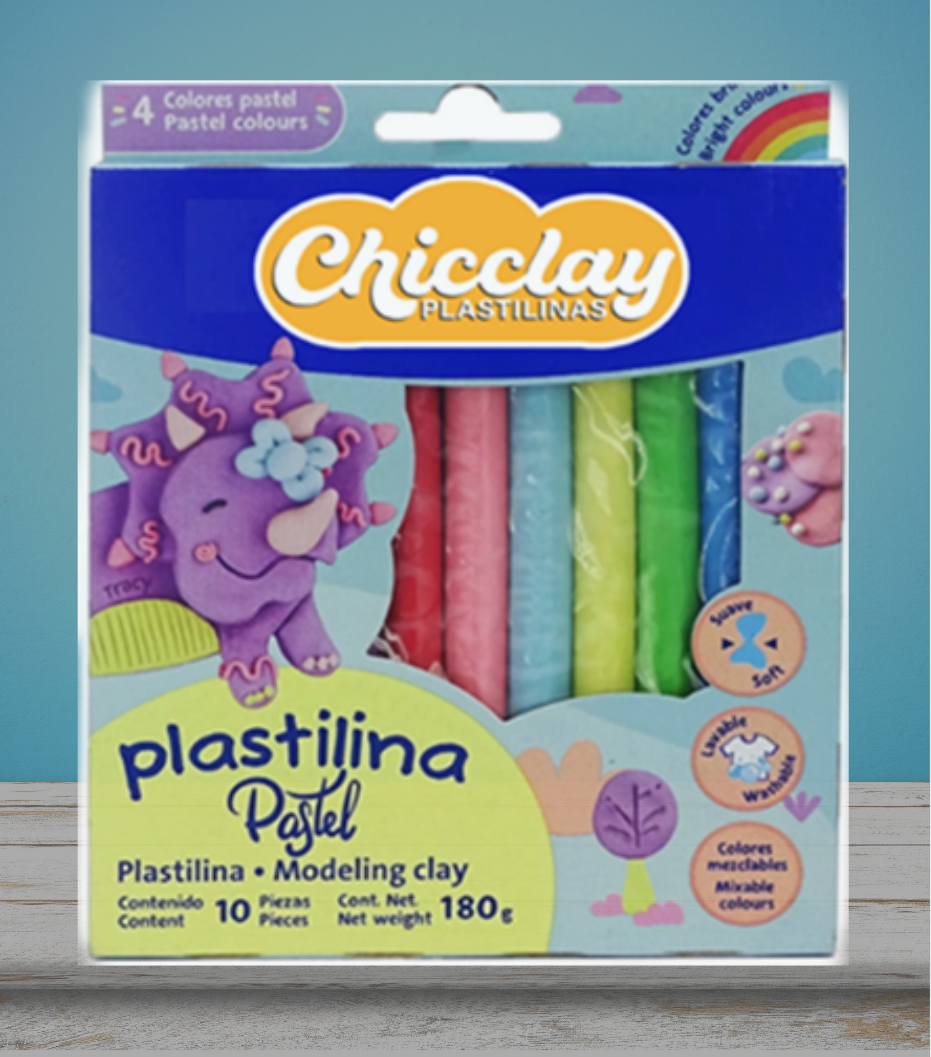 4 Colores pastel
Pastel colours
Colores
Bright colours
Chicclay
PLASTILINAS
Tracy
Suave
Soft
plastilina
Pastel
Lavable
Washable
Plastilina • Modeling clay
Colores
mezclables
Mixable
colours
Contenido
Content
10 Piezas
Pieces
Cont. Net.
Net weight
180g